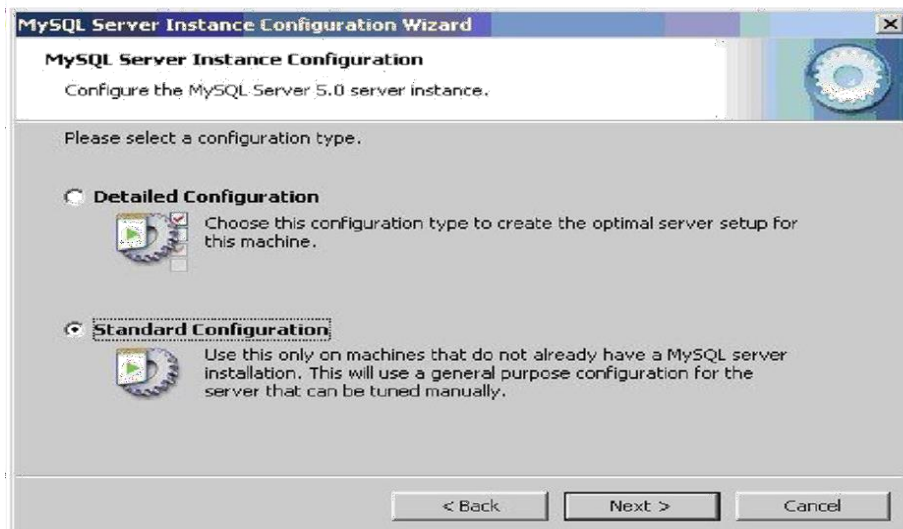 MySQL Server Instance Configuration Wizard
MySQL Server Instance Configuration
Configure the MySQL Server 5.0 server instance.
Please select a configuration type.
Detailed Configuration
Choose this configuration type to create the optimal server setup for
this machine.
Standard Configuration
Use this only on machines that do not already have a MySQL server
installation. This will use a general purpose configuration for the
server that can be tuned manually.
< Back
Next >
Cancel